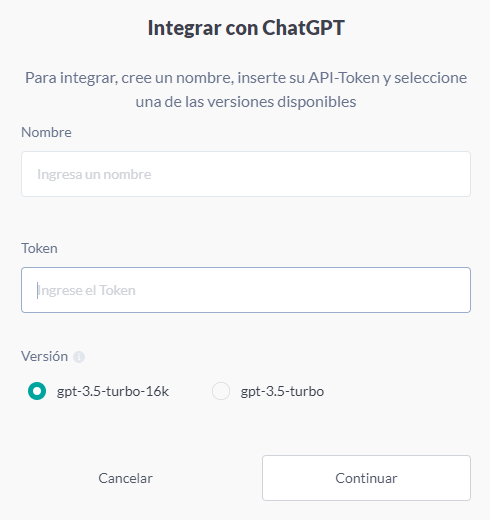 Integrar con ChatGPT
Para integrar, cree un nombre, inserte su API-Token y seleccione
una de las versiones disponibles
Nombre
Ingresa un nombre
Token
Ingrese el Token
Versión
gpt-3.5-turbo-16k gpt-3.5-turbo
Cancelar Continuar